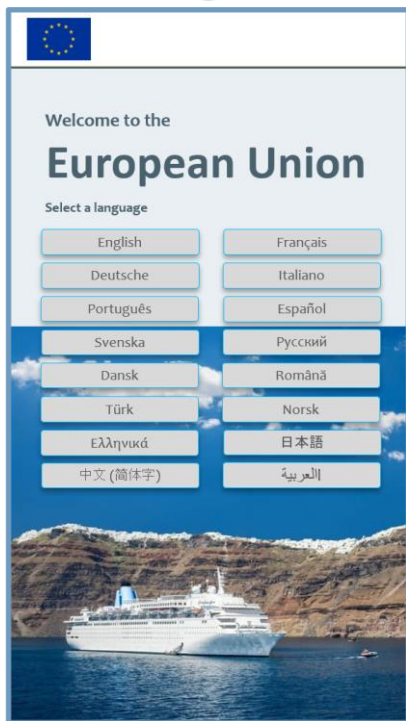 Welcome to the
European Union
Select a language
English Français
Deutsche Italiano
Português Español
Svenska Русский
Dansk Română
Türk Norsk
Ελληνικά 日本語
中文 (简体字) االعربية